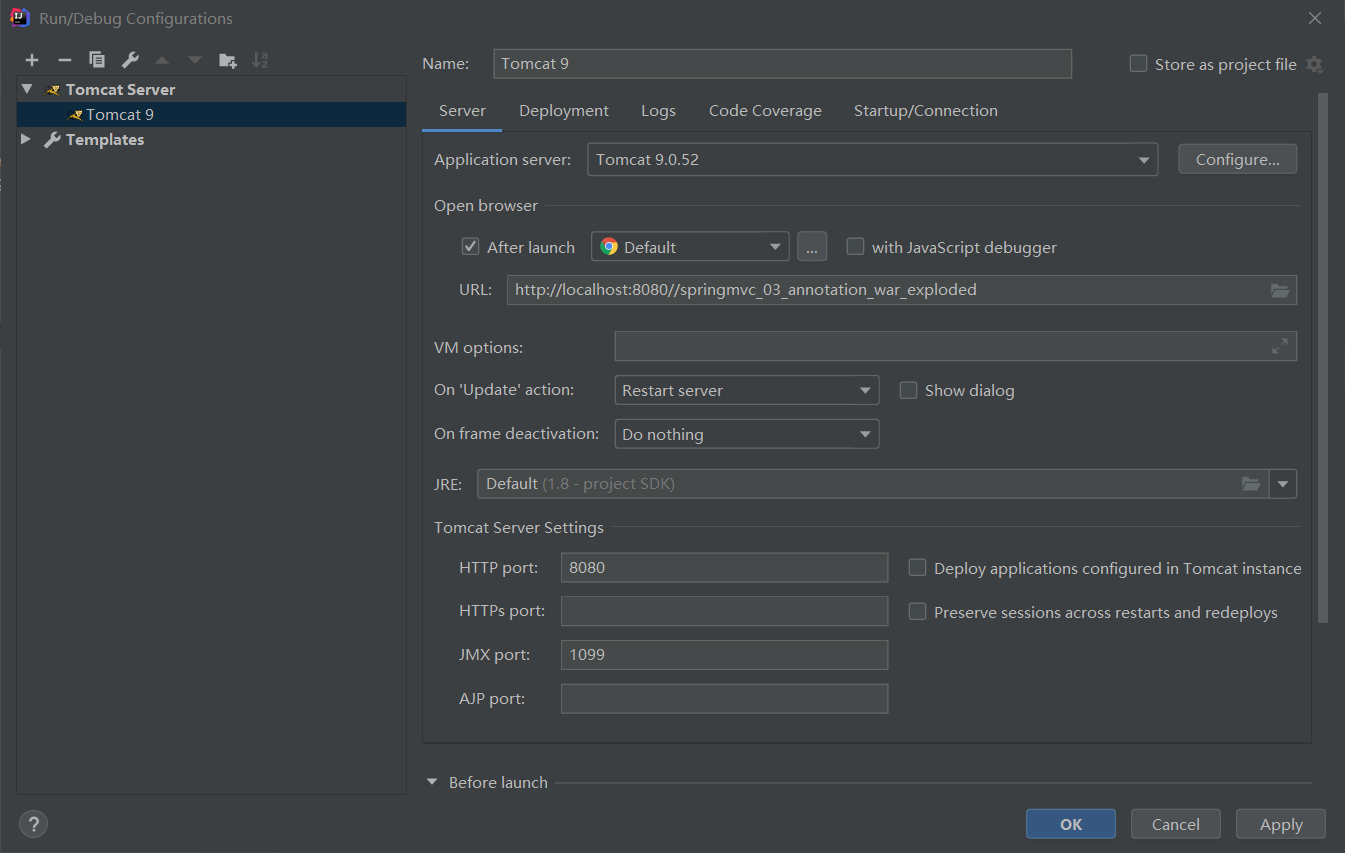 Run/Debug Configurations
Name: Tomcat 9 Store as project file
Tomcat Server
Tomcat 9
Templates
Server Deployment Logs Code Coverage Startup/Connection
Application server: Tomcat 9.0.52 Configure...
Open browser
After launch Default ... with JavaScript debugger
URL: http://localhost:8080//springmvc_03_annotation_war_exploded
VM options:
On 'Update' action: Restart server Show dialog
On frame deactivation: Do nothing
JRE: Default (1.8 - project SDK)
Tomcat Server Settings
HTTP port: 8080 Deploy applications configured in Tomcat instance
HTTPs port: Preserve sessions across restarts and redeploys
JMX port: 1099
AJP port:
Before launch
? OK Cancel Apply